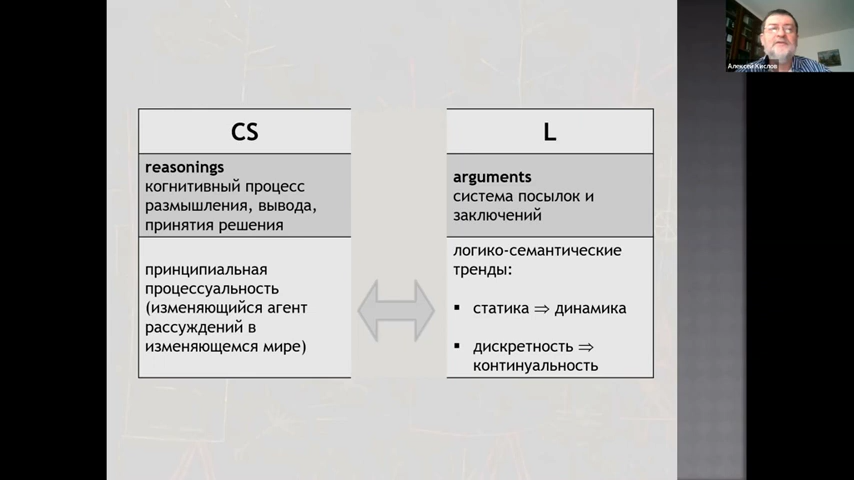 CS
reasonings
когнитивный процесс
размышления, вывода,
принятия решения
принципиальная
процессуальность
(изменяющийся агент
рассуждений в
изменяющемся мире)
L
arguments
система посылок и
заключений
логико-семантические
тренды:
▪ статика ⇒ динамика
▪ дискретность ⇒
континуальность
Алексей Кислов